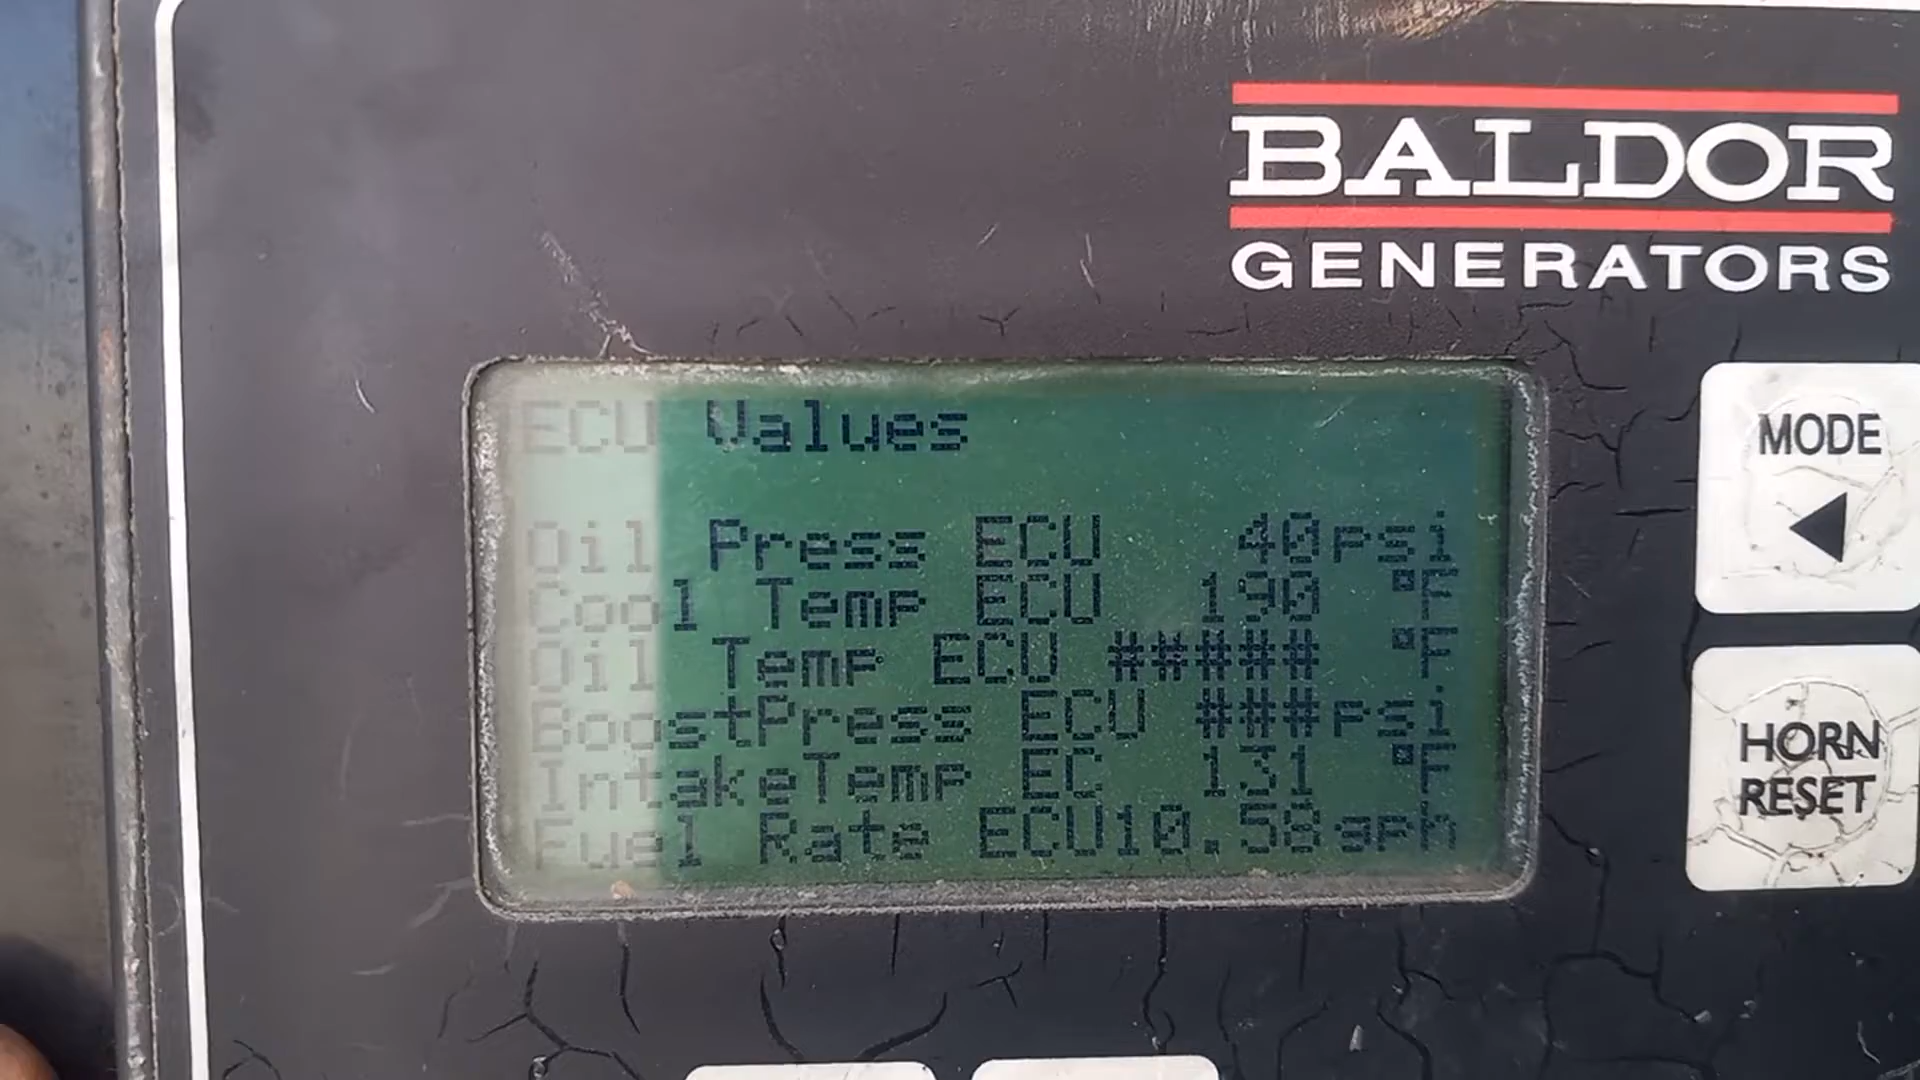 BALDOR
GENERATORS
ECU Values
Oil Press ECU 40psi
Cool Temp ECU 190 °F
Oil Temp ECU ##### °F
BoostPress ECU ###psi
IntakeTemp EC 131 °F
Fuel Rate ECU10.58gph
MODE
HORN
RESET